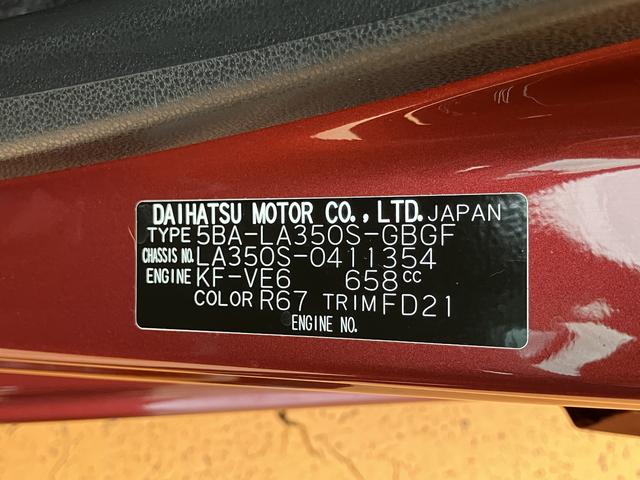 DAIHATSU MOTOR CO., LTD. JAPAN
TYPE 5BA-LA350S-GBGF
CHASSIS NO. LA350S-0411354
ENGINE KF-VE6 658cc
COLOR R67 TRIM FD21
ENGINE NO.